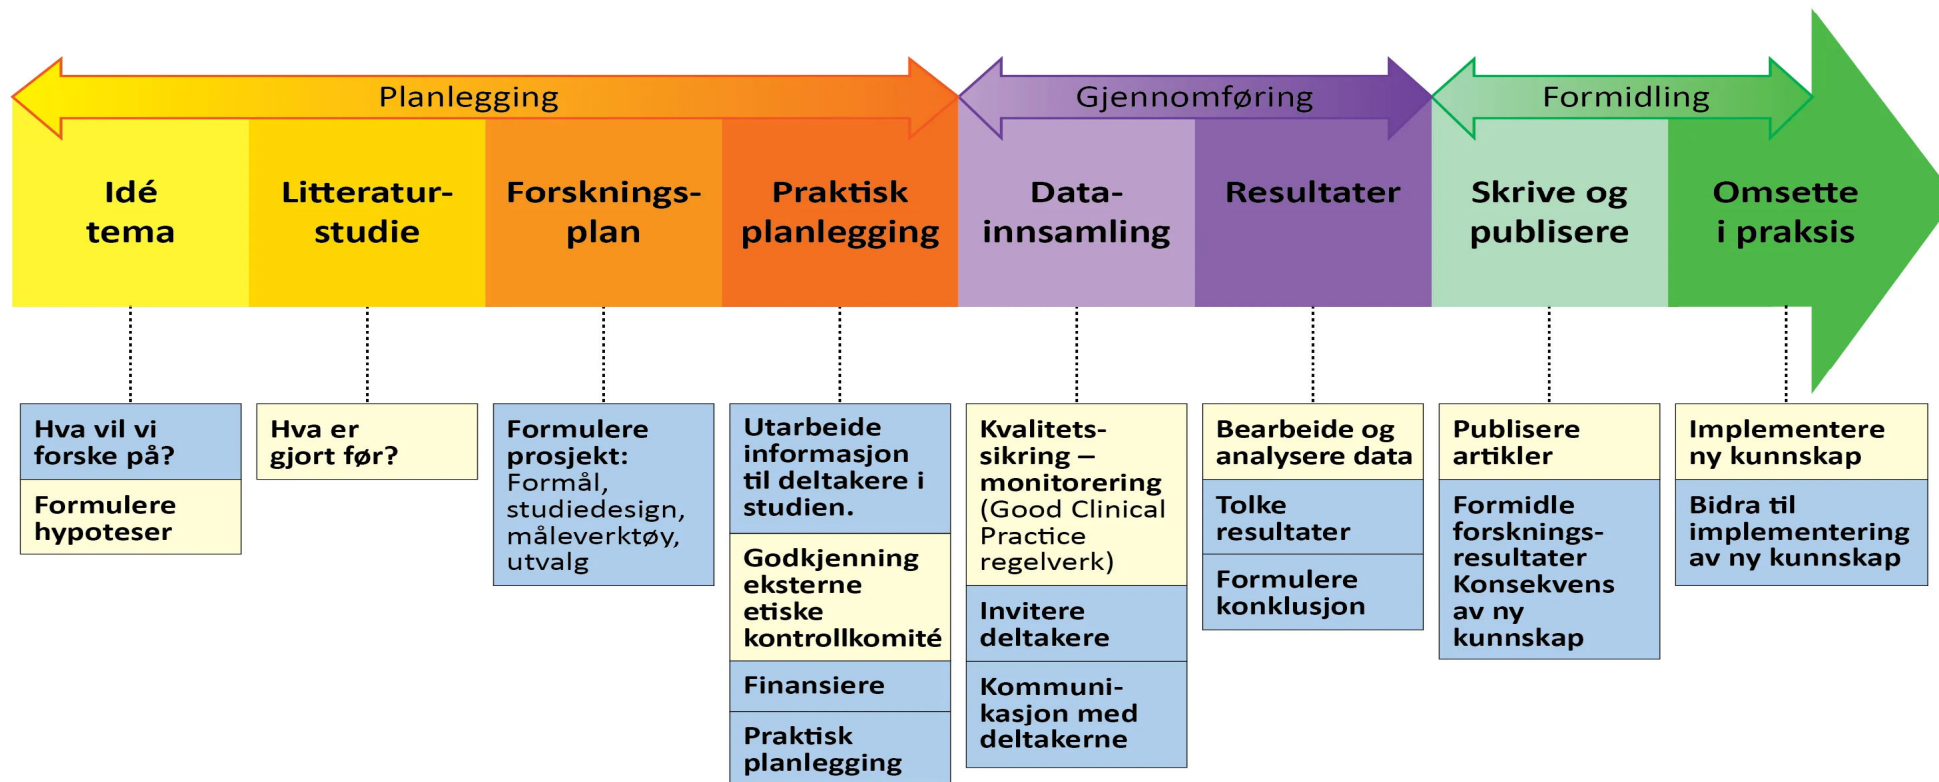 Planlegging
Gjennomføring
Formidling
Idé
tema
Litteratur-
studie
Forsknings-
plan
Praktisk
planlegging
Data-
innsamling
Resultater
Skrive og
publisere
Omsette
i praksis
Hva vil vi
forske på?
Formulere
hypoteser
Hva er
gjort før?
Formulere
prosjekt:
Formål,
studiedesign,
måleverktøy,
utvalg
Utarbeide
informasjon
til deltakere i
studien.
Godkjenning
eksterne
etiske
kontrollkomité
Finansiere
Praktisk
planlegging
Kvalitets-
sikring –
monitorering
(Good Clinical
Practice
regelverk)
Invitere
deltakere
Kommuni-
kasjon med
deltakerne
Bearbeide og
analysere data
Tolke
resultater
Formulere
konklusjon
Publisere
artikler
Formidle
forsknings-
resultater
Konsekvens
av ny
kunnskap
Implementere
ny kunnskap
Bidra til
implementering
av ny kunnskap